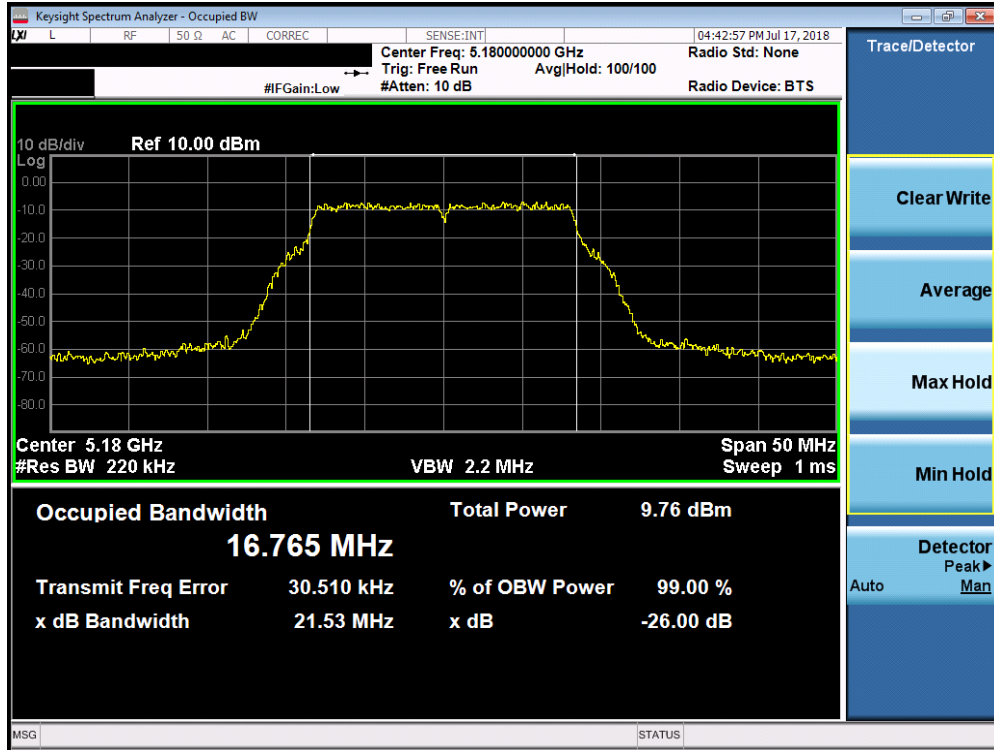 Keysight Spectrum Analyzer - Occupied BW
LXI L RF 50 Ω AC CORREC SENSE:INT 04:42:57 PM Jul 17, 2018
Center Freq: 5.180000000 GHz Radio Std: None
Trig: Free Run Avg|Hold: 100/100
#IFGain:Low #Atten: 10 dB Radio Device: BTS
10 dB/div Ref 10.00 dBm
Log
0.00
-10.0
-20.0
-30.0
-40.0
-50.0
-60.0
-70.0
-80.0
Center 5.18 GHz Span 50 MHz
#Res BW 220 kHz VBW 2.2 MHz Sweep 1 ms
Occupied Bandwidth Total Power 9.76 dBm
16.765 MHz
Transmit Freq Error 30.510 kHz % of OBW Power 99.00 %
x dB Bandwidth 21.53 MHz x dB -26.00 dB
Trace/Detector
Clear Write
Average
Max Hold
Min Hold
Detector
Peak▶
Auto Man
MSG STATUS